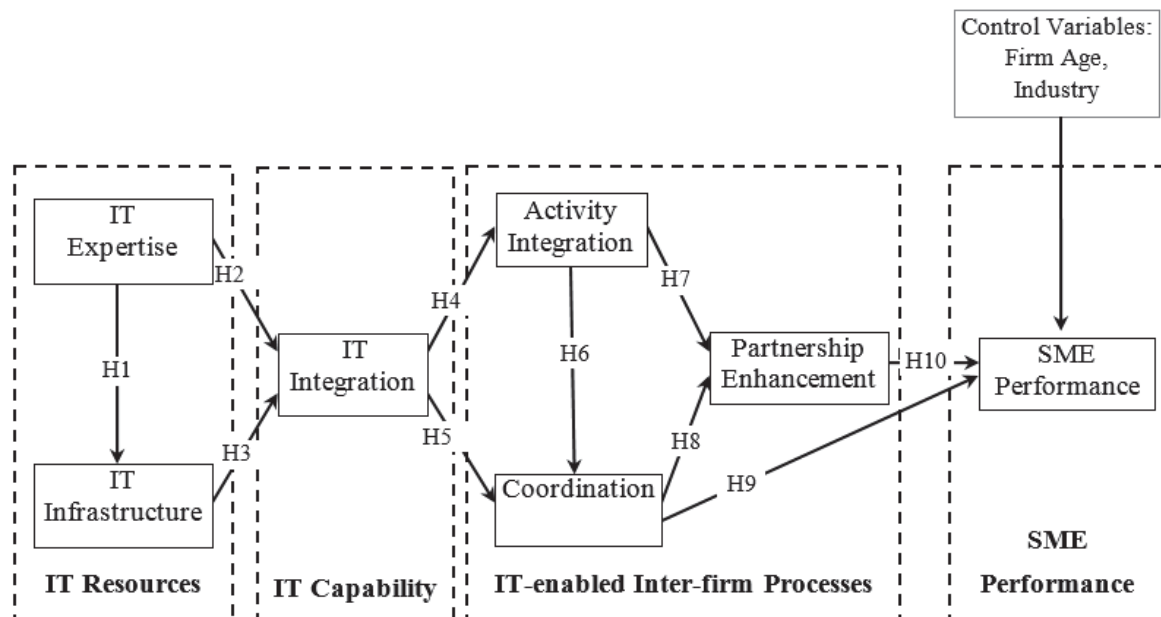 Control Variables:
Firm Age,
Industry
IT
Expertise
H2
H1
IT
Infrastructure
H3
IT Resources
IT
Integration
H4
H5
IT Capability
Activity
Integration
H7
H6
Partnership
Enhancement
H8
Coordination
H9
H10
IT-enabled Inter-firm Processes
SME
Performance
SME
Performance